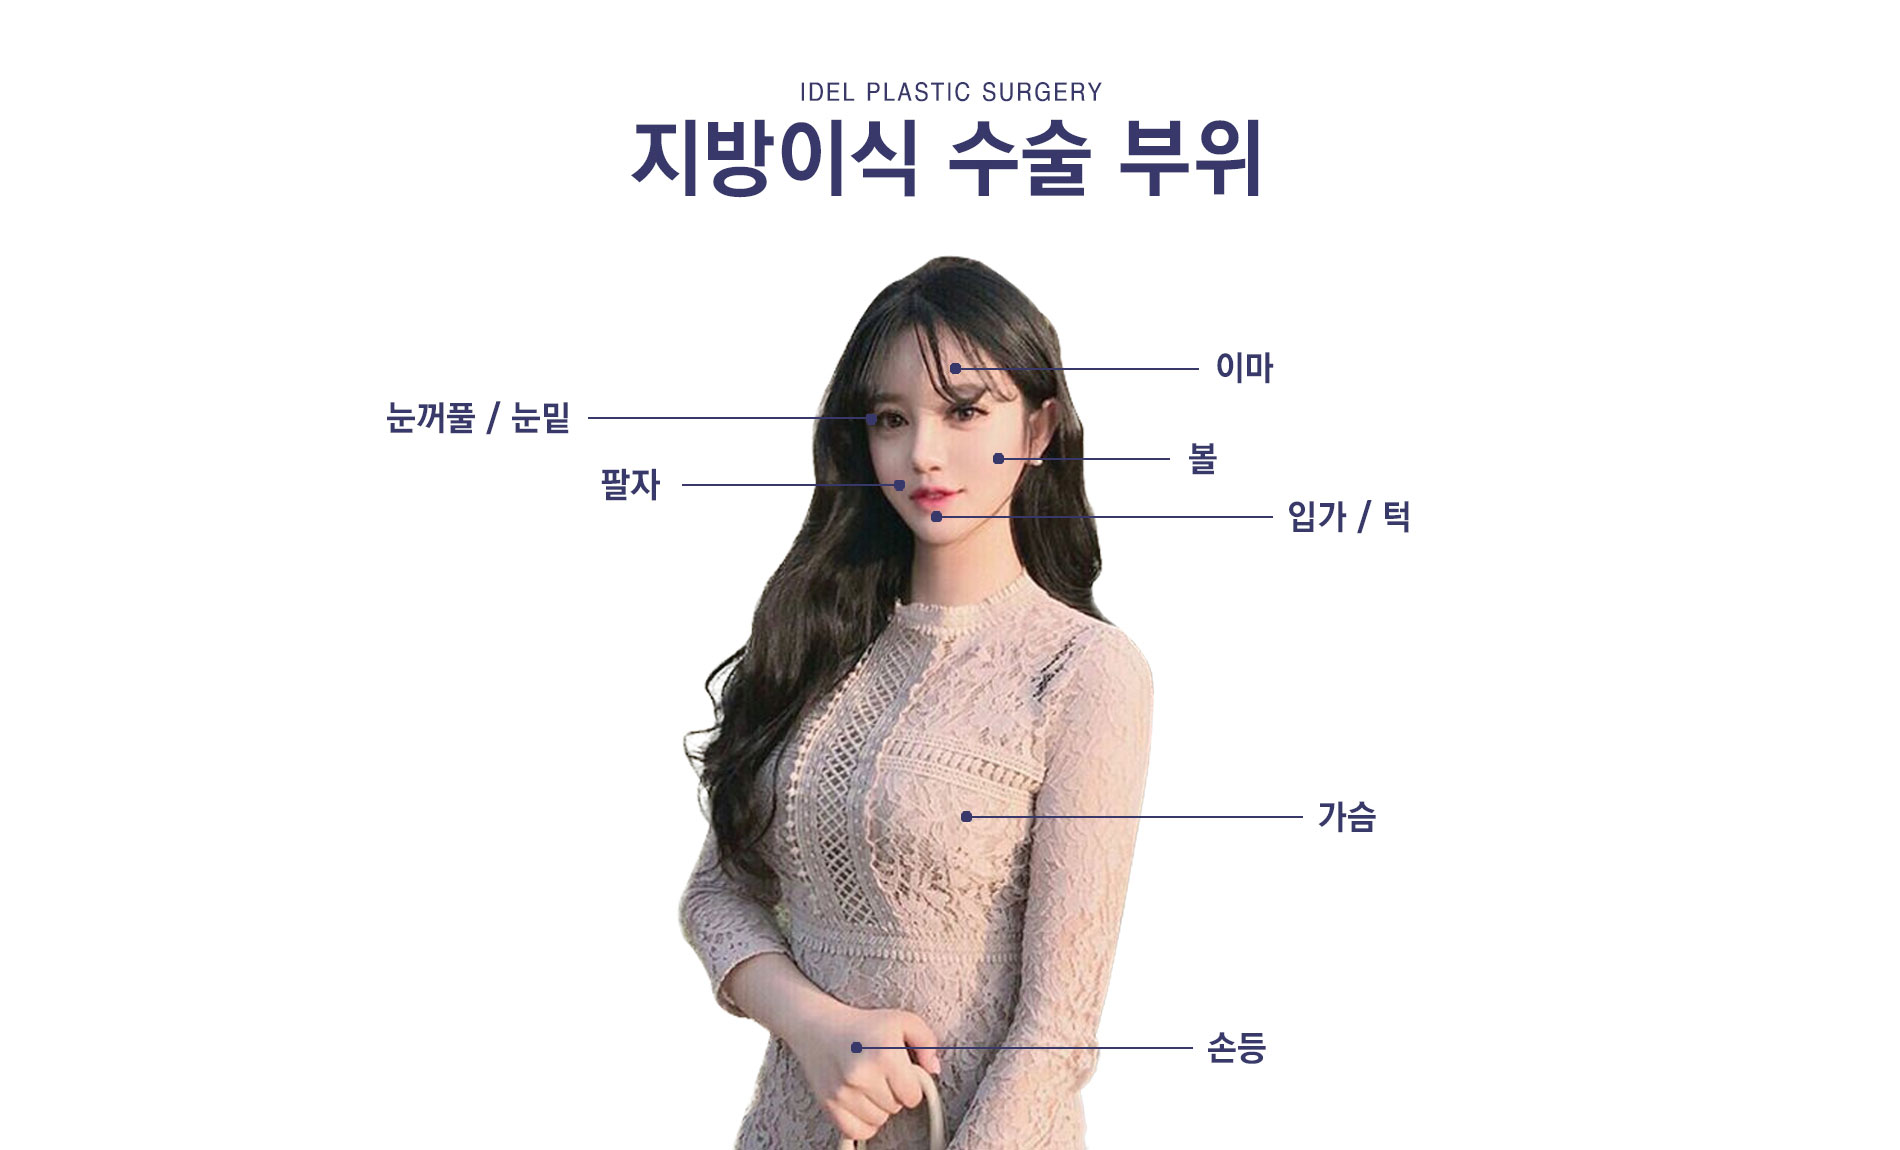 IDEL PLASTIC SURGERY
지방이식 수술 부위
이마
눈꺼풀 / 눈밑
볼
팔자
입가 / 턱
가슴
손등